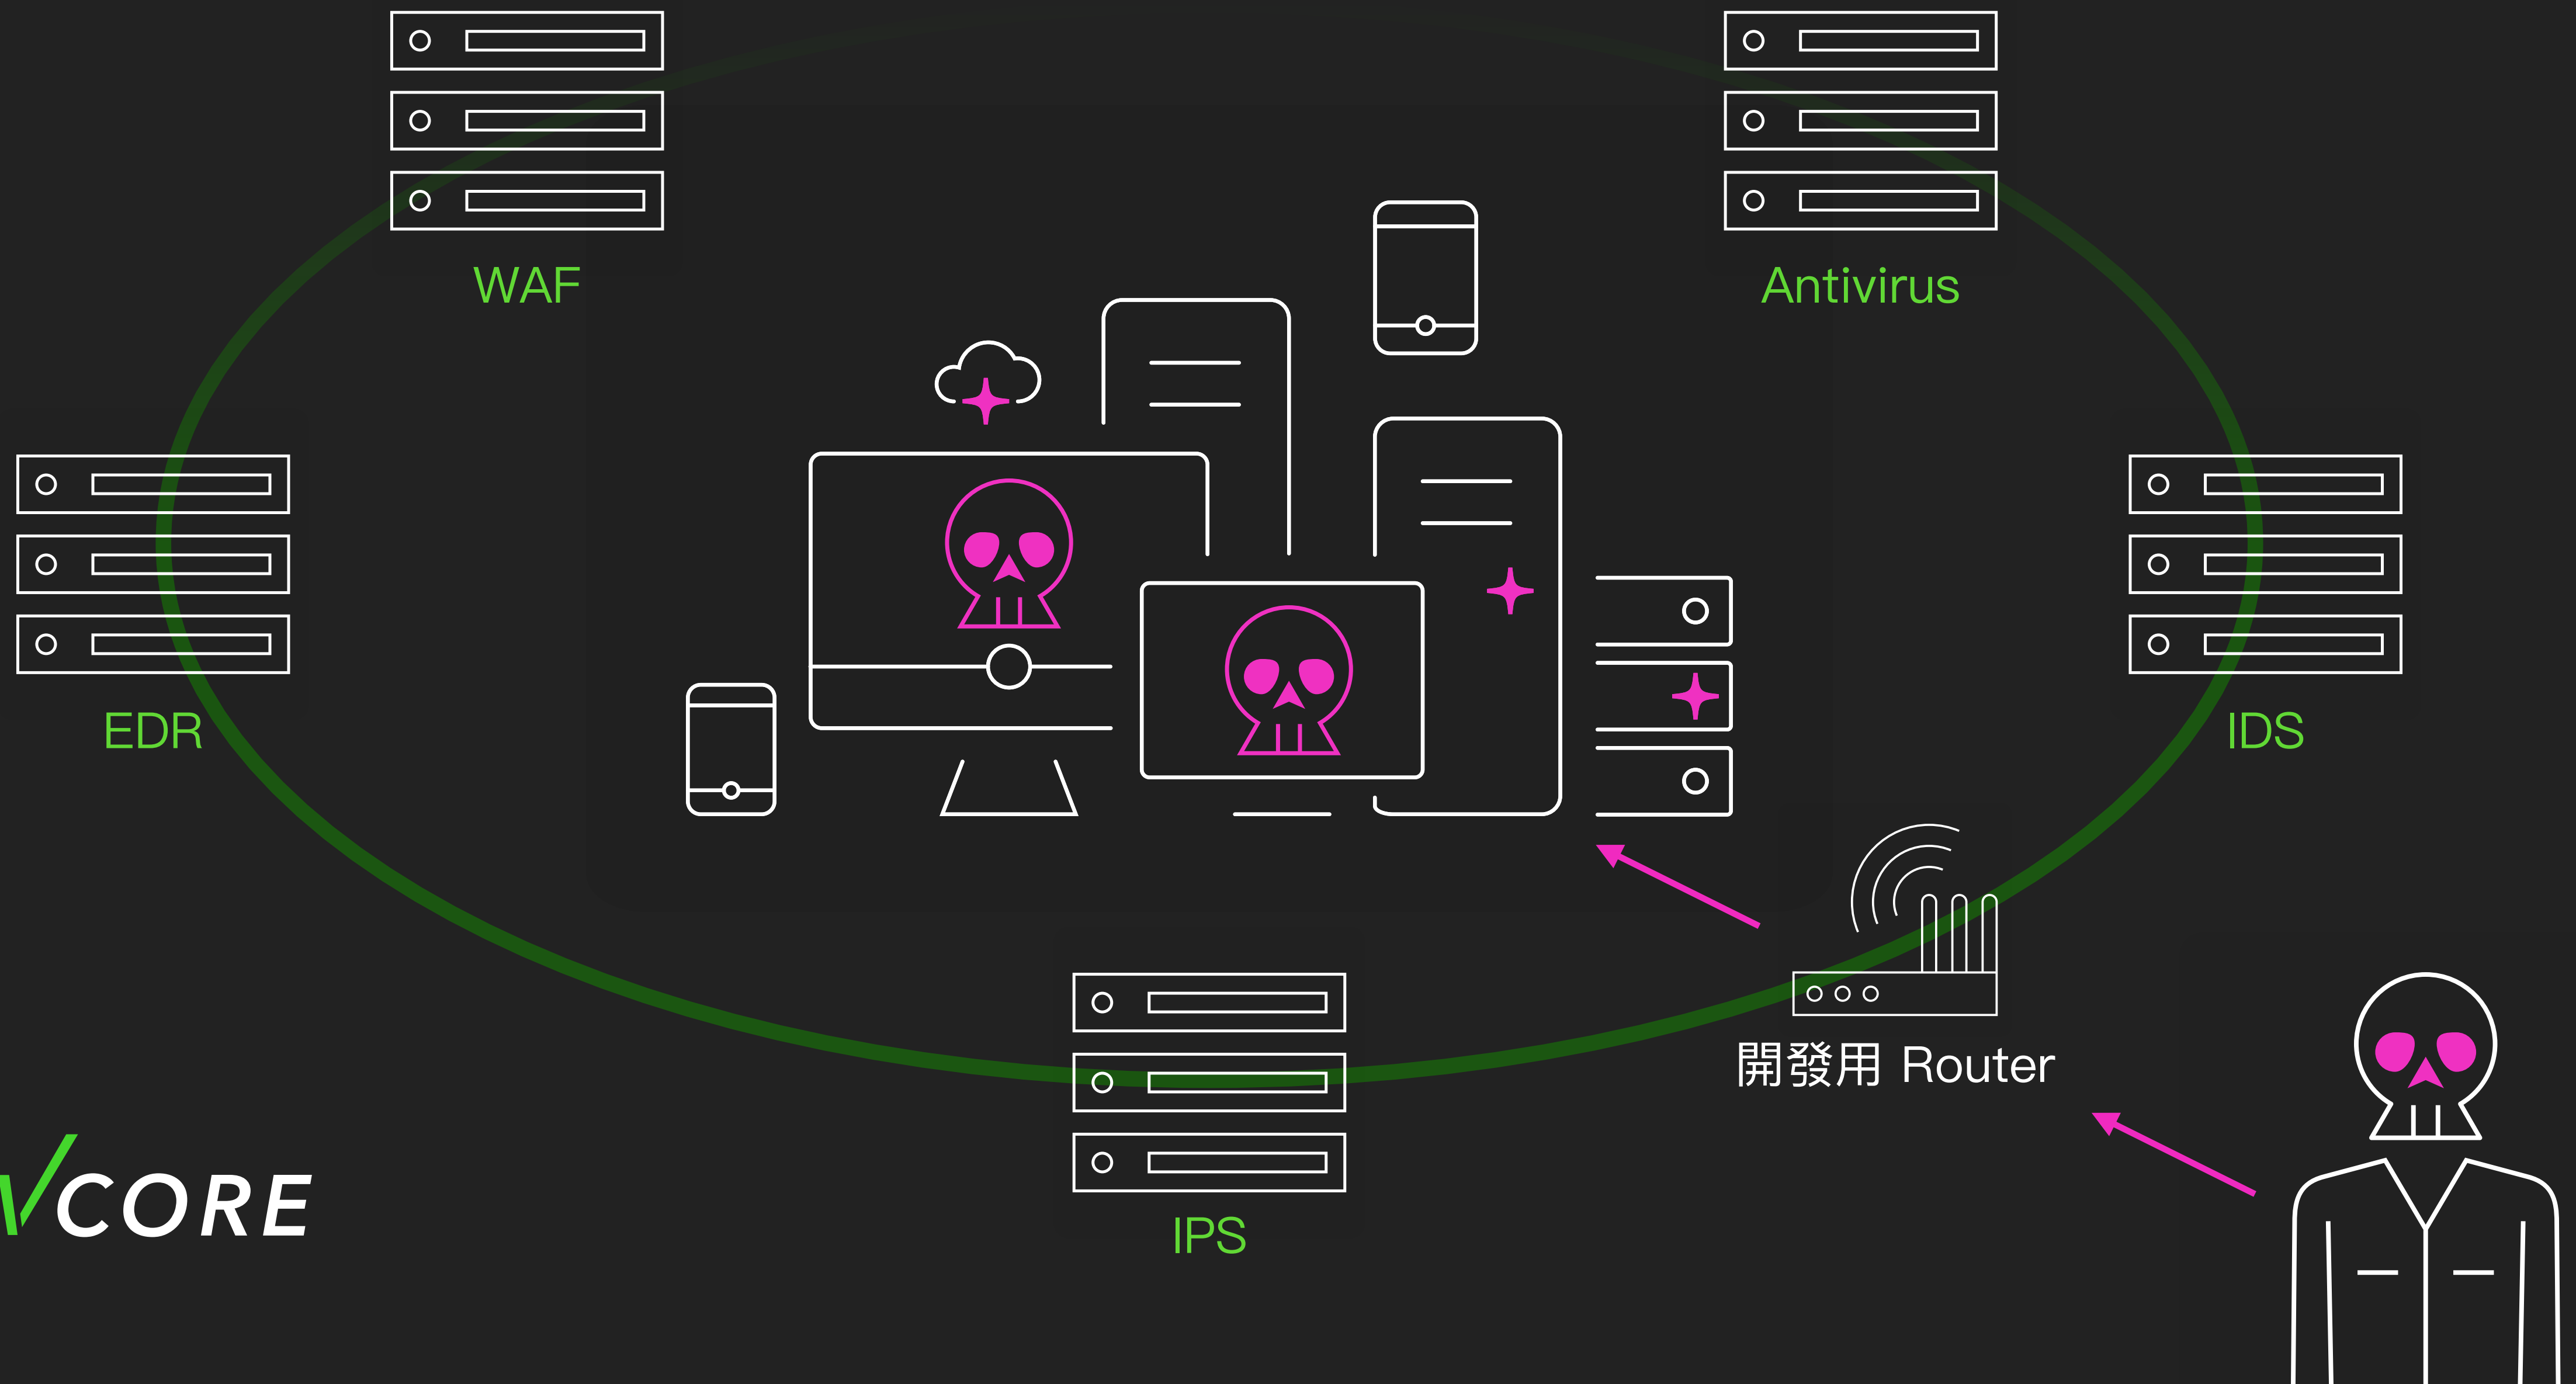 WAF
Antivirus
EDR
IDS
開發用 Router
CORE
IPS